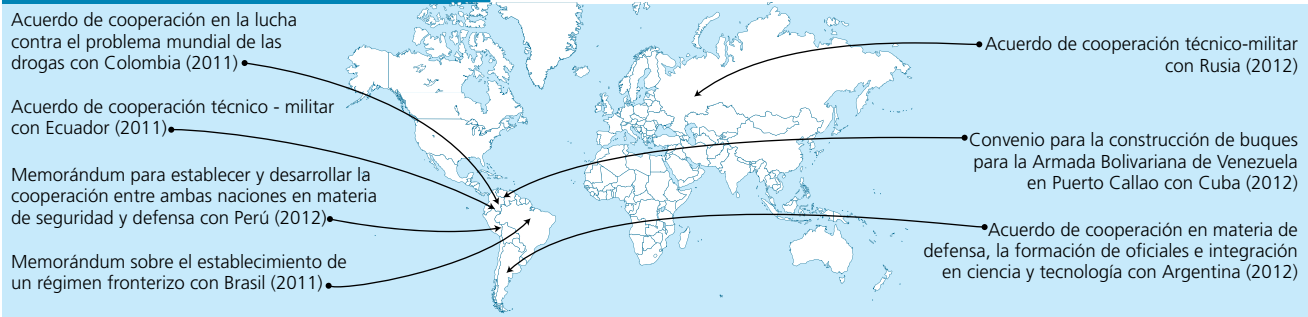 Acuerdo de cooperación en la lucha
contra el problema mundial de las
drogas con Colombia (2011)
Acuerdo de cooperación técnico - militar
con Ecuador (2011)
Memorándum para establecer y desarrollar la
cooperación entre ambas naciones en materia
de seguridad y defensa con Perú (2012)
Memorándum sobre el establecimiento de
un régimen fronterizo con Brasil (2011)
Acuerdo de cooperación técnico-militar
con Rusia (2012)
Convenio para la construcción de buques
para la Armada Bolivariana de Venezuela
en Puerto Callao con Cuba (2012)
Acuerdo de cooperación en materia de
defensa, la formación de oficiales e integración
en ciencia y tecnología con Argentina (2012)